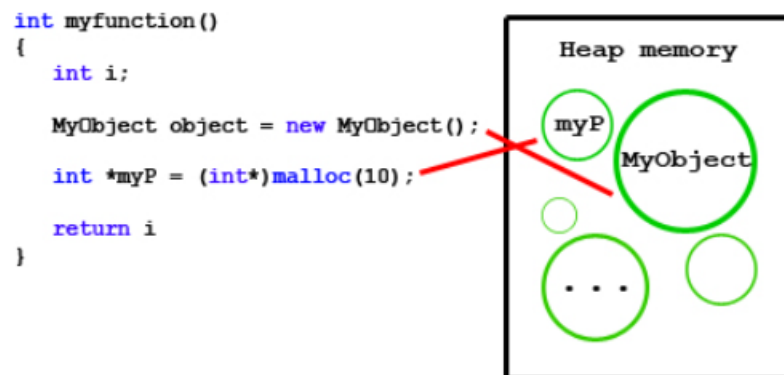 int myfunction()
{
int i;
MyObject object = new MyObject();
int *myP = (int*)malloc(10);
return i
}
Heap memory
myP
MyObject
. . .